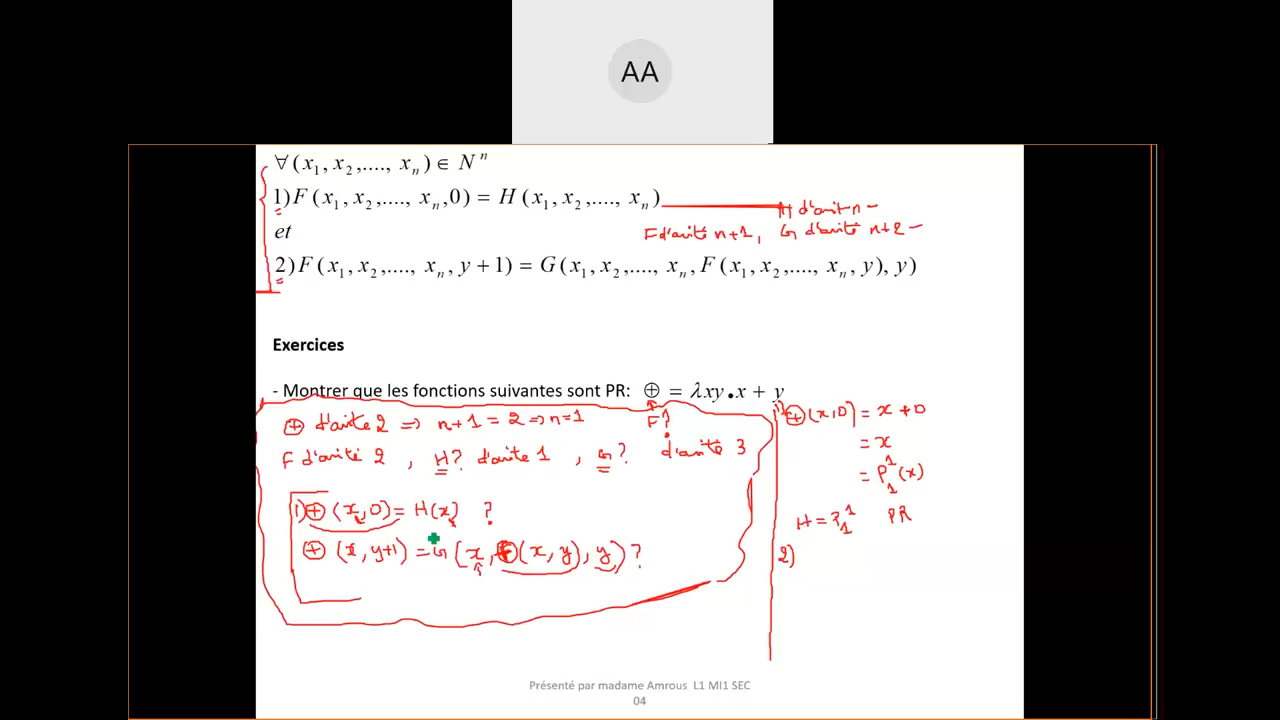 AA
∀(x1, x2,...., xn) ∈ N^n
1)F(x1, x2,...., xn,0) = H(x1, x2,...., xn)
H d'arité n -
et
F d'arité n+1, G d'arité n+2 -
2)F(x1, x2,...., xn, y+1) = G(x1, x2,...., xn, F(x1, x2,...., xn, y), y)
Exercices
- Montrer que les fonctions suivantes sont PR: ⊕ = λxy•x + y
⊕ d'arité 2 ⇒ n+1 = 2 ⇒ n=1
F?
F d'arité 2, H? d'arité 1, G? d'arité 3
1) ⊕ (x,0) = H(x) ?
⊕ (x, y+1) = G (x, ⊕(x, y), y) ?
1) ⊕(x,0) = x + 0
= x
= P^1_1 (x)
H = P^1_1 PR
2)
Présenté par madame Amrous L1 MI1 SEC
04